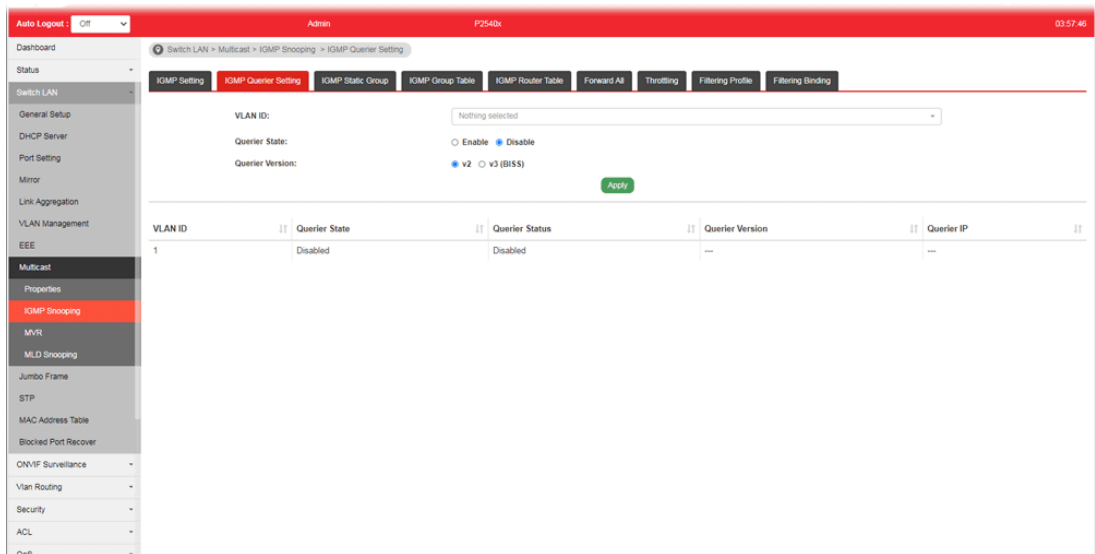 Auto Logout : Off Admin P2540x 03:57:46
Dashboard
Status
Switch LAN
General Setup
DHCP Server
Port Setting
Mirror
Link Aggregation
VLAN Management
EEE
Multicast
Properties
IGMP Snooping
MVR
MLD Snooping
Jumbo Frame
STP
MAC Address Table
Blocked Port Recover
ONVIF Surveillance
Vlan Routing
Security
ACL
QoS
Switch LAN > Multicast > IGMP Snooping > IGMP Querier Setting
IGMP Setting IGMP Querier Setting IGMP Static Group IGMP Group Table IGMP Router Table Forward All Throttling Filtering Profile Filtering Binding
VLAN ID: Nothing selected
Querier State: Enable Disable
Querier Version: v2 v3 (BISS)
Apply
VLAN ID Querier State Querier Status Querier Version Querier IP
1 Disabled Disabled --- ---